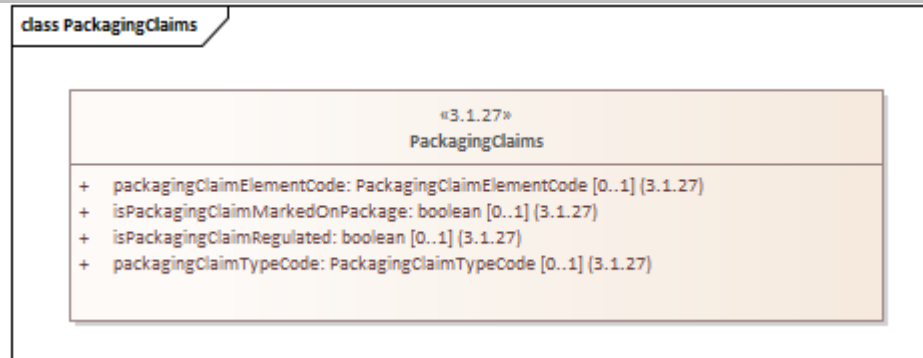 class PackagingClaims
«3.1.27»
PackagingClaims
+ packagingClaimElementCode: PackagingClaimElementCode [0..1] (3.1.27)
+ isPackagingClaimMarkedOnPackage: boolean [0..1] (3.1.27)
+ isPackagingClaimRegulated: boolean [0..1] (3.1.27)
+ packagingClaimTypeCode: PackagingClaimTypeCode [0..1] (3.1.27)